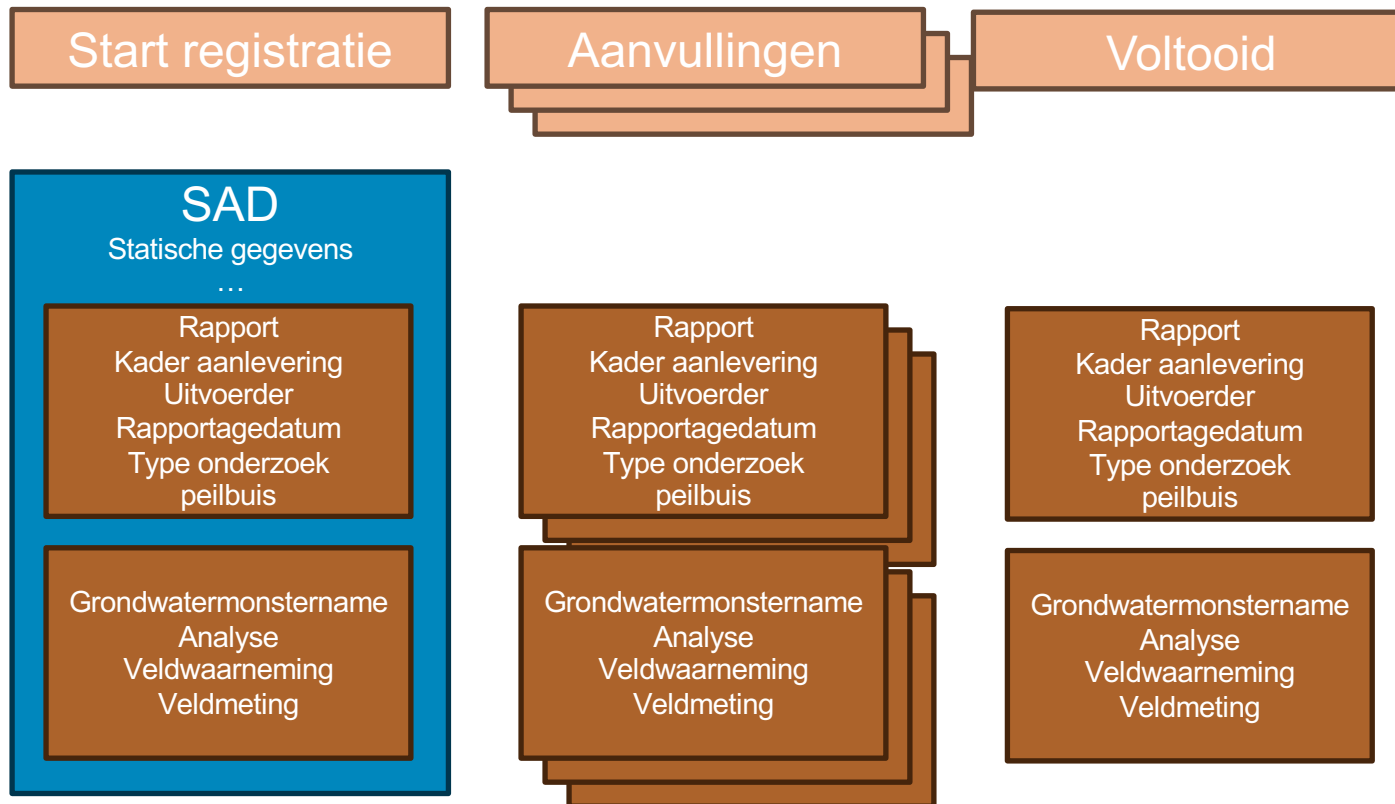 Start registratie
Aanvullingen
Voltooid
SAD
Statische gegevens
…
Rapport
Kader aanlevering
Uitvoerder
Rapportagedatum
Type onderzoek
peilbuis
Grondwatermonstername
Analyse
Veldwaarneming
Veldmeting
Rapport
Kader aanlevering
Uitvoerder
Rapportagedatum
Type onderzoek
peilbuis
Grondwatermonstername
Analyse
Veldwaarneming
Veldmeting
Rapport
Kader aanlevering
Uitvoerder
Rapportagedatum
Type onderzoek
peilbuis
Grondwatermonstername
Analyse
Veldwaarneming
Veldmeting